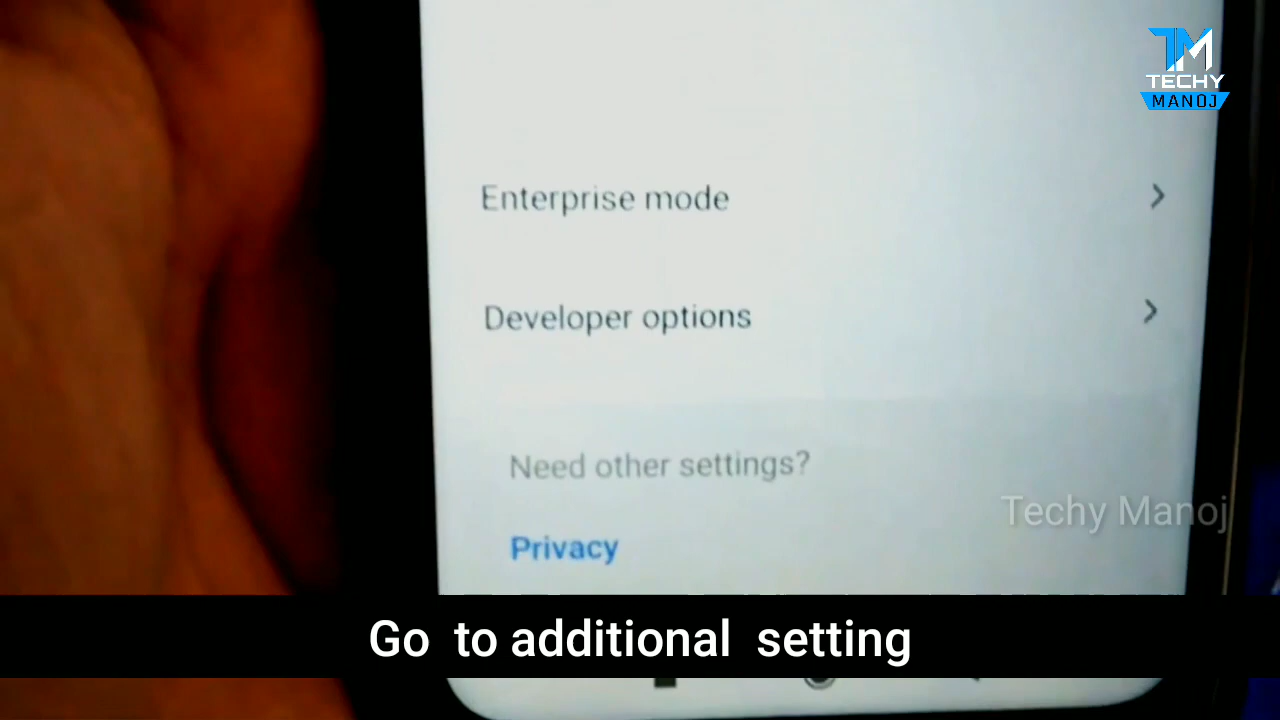 TM
TECHY
MANOJ
Enterprise mode
Developer options
Need other settings?
Techy Manoj
Privacy
Go to additional setting